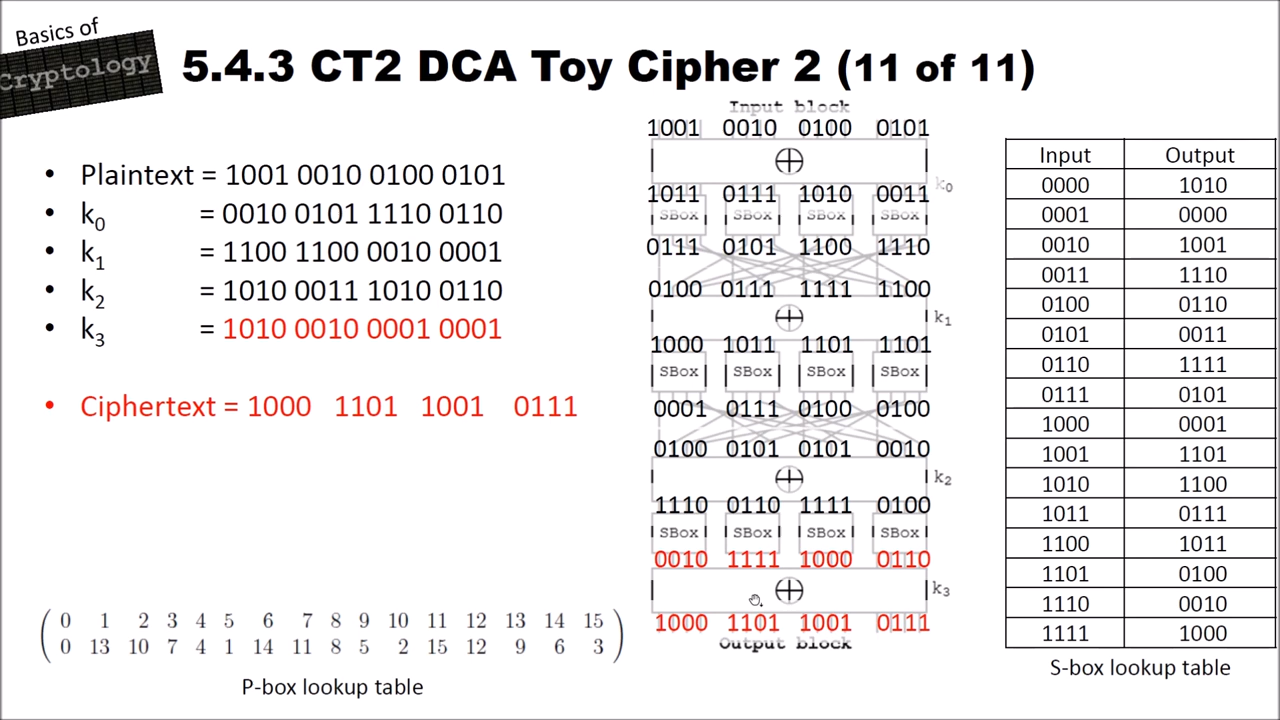 Basics of
Cryptology
5.4.3 CT2 DCA Toy Cipher 2 (11 of 11)
• Plaintext = 1001 0010 0100 0101
• k0 = 0010 0101 1110 0110
• k1 = 1100 1100 0010 0001
• k2 = 1010 0011 1010 0110
• k3 = 1010 0010 0001 0001
• Ciphertext = 1000 1101 1001 0111
0 1 2 3 4 5 6 7 8 9 10 11 12 13 14 15
0 13 10 7 4 1 14 11 8 5 2 15 12 9 6 3
P-box lookup table
Input block
1001 0010 0100 0101
k0
1011 0111 1010 0011
SBox SBox SBox SBox
0111 0101 1100 1110
0100 0111 1111 1100
k1
1000 1011 1101 1101
SBox SBox SBox SBox
0001 0111 0100 0100
0100 0101 0101 0010
k2
1110 0110 1111 0100
SBox SBox SBox SBox
0010 1111 1000 0110
k3
1000 1101 1001 0111
Output block
Input Output
0000 1010
0001 0000
0010 1001
0011 1110
0100 0110
0101 0011
0110 1111
0111 0101
1000 0001
1001 1101
1010 1100
1011 0111
1100 1011
1101 0100
1110 0010
1111 1000
S-box lookup table